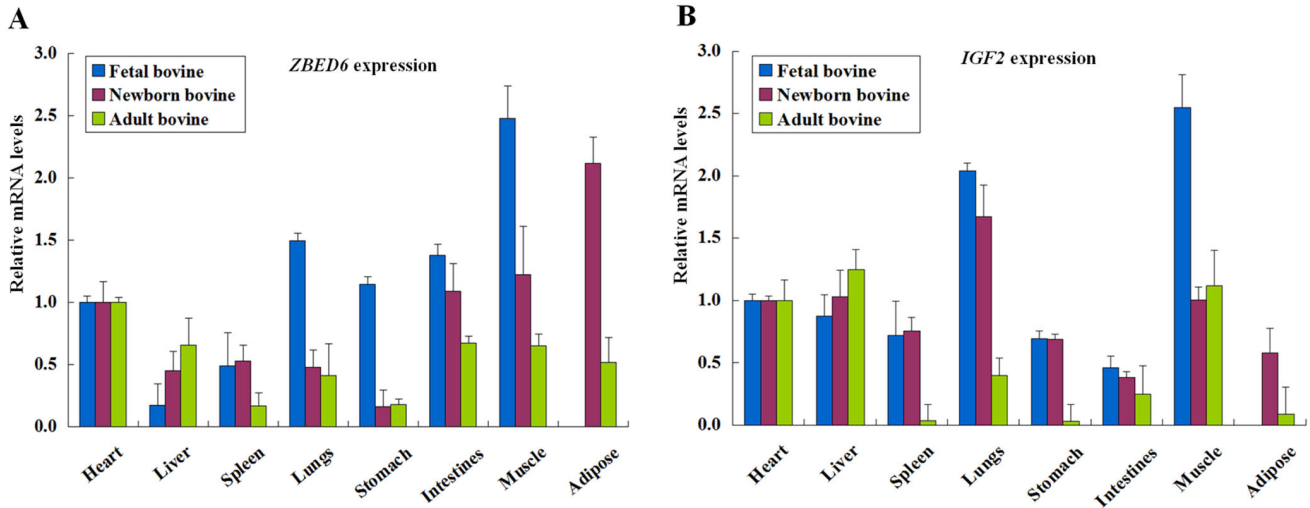 A
ZBED6 expression
Fetal bovine
Newborn bovine
Adult bovine
Relative mRNA levels
3.0
2.5
2.0
1.5
1.0
0.5
0.0
Heart
Liver
Spleen
Lungs
Stomach
Intestines
Muscle
Adipose
B
IGF2 expression
Fetal bovine
Newborn bovine
Adult bovine
Relative mRNA levels
3.0
2.5
2.0
1.5
1.0
0.5
0.0
Heart
Liver
Spleen
Lungs
Stomach
Intestines
Muscle
Adipose